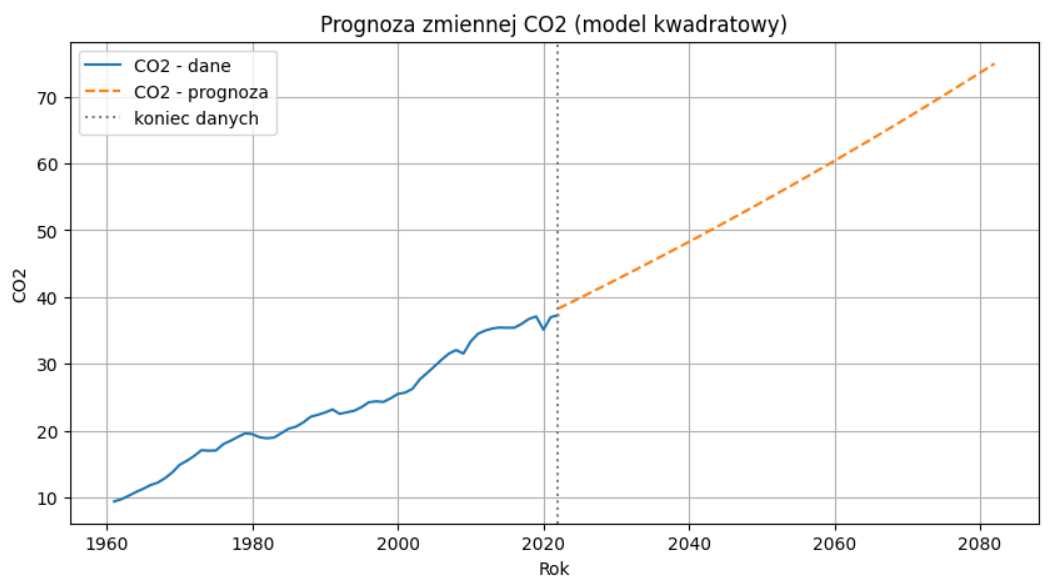 Prognoza zmiennej CO2 (model kwadratowy)
CO2 - dane
CO2 - prognoza
koniec danych
70
60
50
40
30
20
10
CO2
1960 1980 2000 2020 2040 2060 2080
Rok